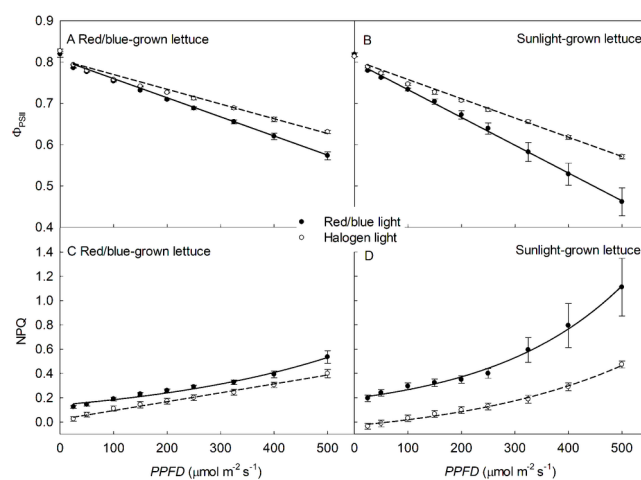 A Red/blue-grown lettuce
B Sunlight-grown lettuce
0.9
0.8
0.7
0.6
0.5
0.4
Φ_PSII
Red/blue light
Halogen light
C Red/blue-grown lettuce
D Sunlight-grown lettuce
1.4
1.2
1.0
0.8
0.6
0.4
0.2
0.0
NPQ
0 100 200 300 400 500 0 100 200 300 400 500
PPFD (μmol m⁻² s⁻¹) PPFD (μmol m⁻² s⁻¹)